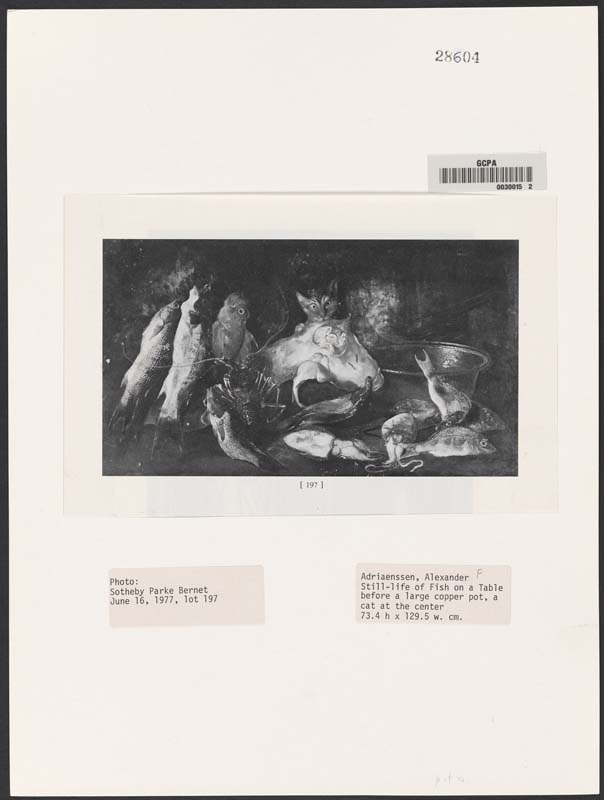 28604
GCPA
0030015 2
[ 197 ]
Photo:
Sotheby Parke Bernet
June 16, 1977, lot 197
Adriaenssen, Alexander F
Still-life of Fish on a Table
before a large copper pot, a
cat at the center
73.4 h x 129.5 w. cm.